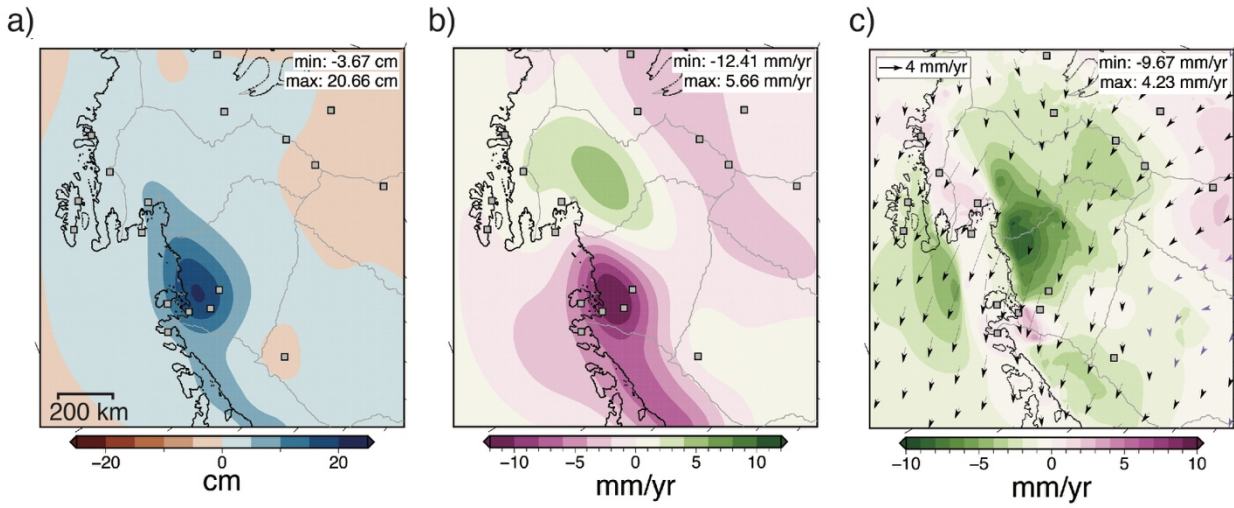 a)
b)
c)
min: -3.67 cm
max: 20.66 cm
min: -12.41 mm/yr
max: 5.66 mm/yr
4 mm/yr
min: -9.67 mm/yr
max: 4.23 mm/yr
200 km
−20 0 20
cm
−10 −5 0 5 10
mm/yr
−10 −5 0 5 10
mm/yr